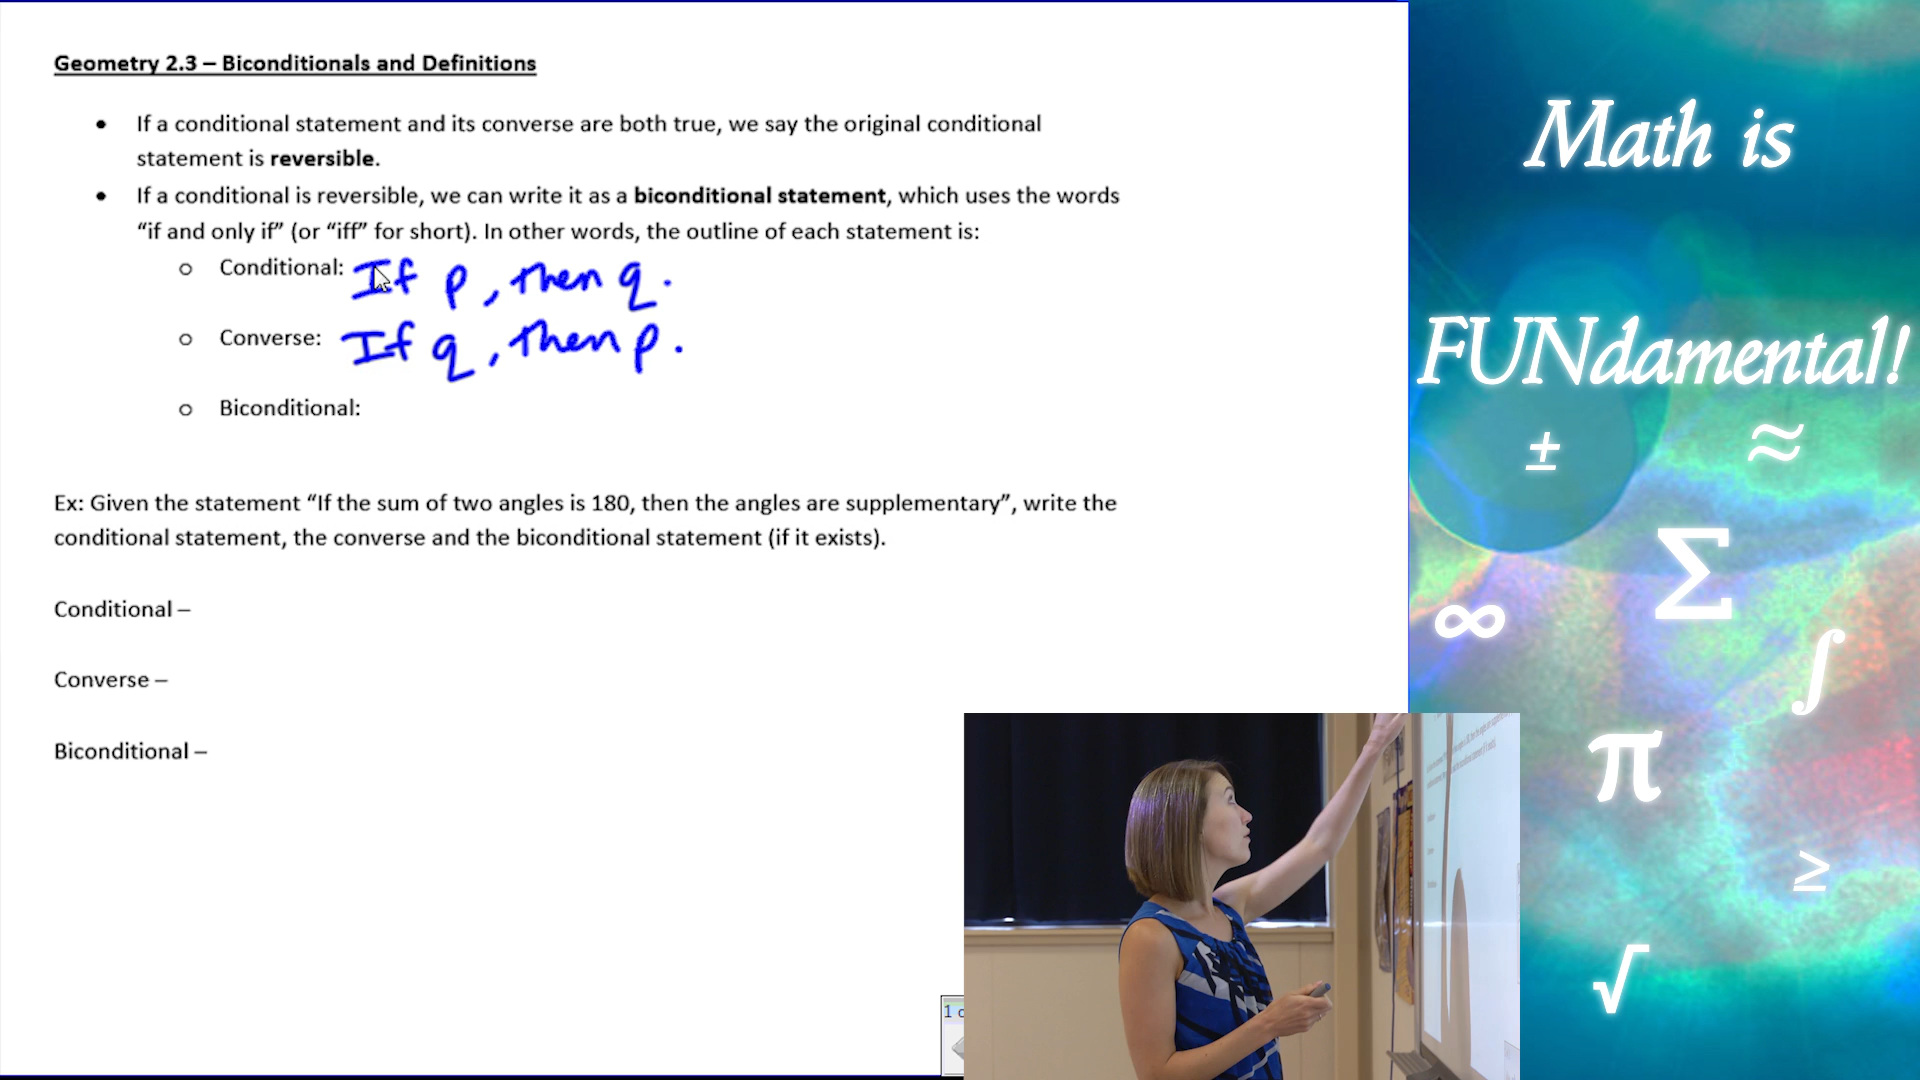 Geometry 2.3 – Biconditionals and Definitions
• If a conditional statement and its converse are both true, we say the original conditional
statement is reversible.
• If a conditional is reversible, we can write it as a biconditional statement, which uses the words
“if and only if” (or “iff” for short). In other words, the outline of each statement is:
o Conditional: If p, then q.
o Converse: If q, then p.
o Biconditional:
Ex: Given the statement “If the sum of two angles is 180, then the angles are supplementary”, write the
conditional statement, the converse and the biconditional statement (if it exists).
Conditional –
Converse –
Biconditional –
Math is
FUNdamental!
± ≈
Σ
∞
∫
π
≥
√